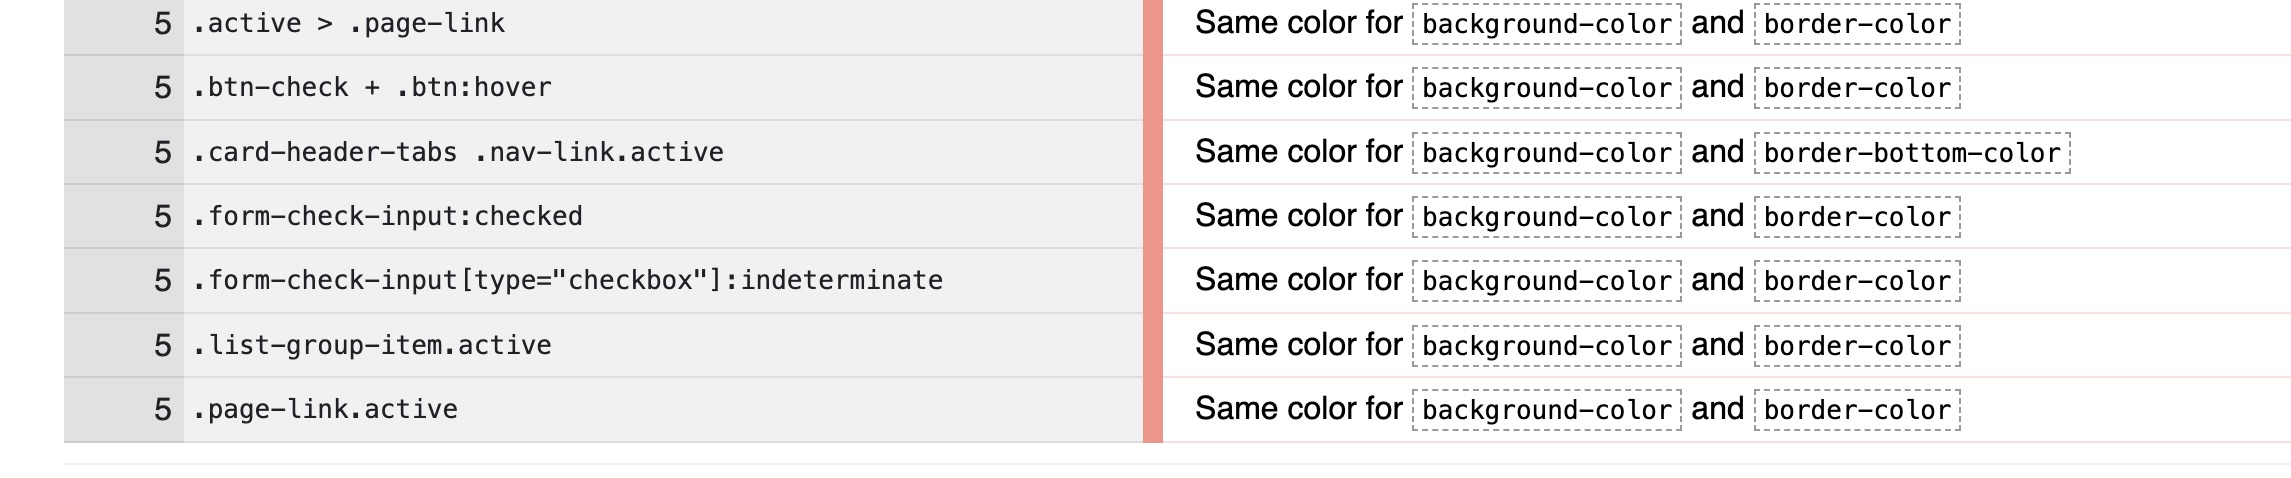 5 .active > .page-link Same color for background-color and border-color
5 .btn-check + .btn:hover Same color for background-color and border-color
5 .card-header-tabs .nav-link.active Same color for background-color and border-bottom-color
5 .form-check-input:checked Same color for background-color and border-color
5 .form-check-input[type="checkbox"]:indeterminate Same color for background-color and border-color
5 .list-group-item.active Same color for background-color and border-color
5 .page-link.active Same color for background-color and border-color